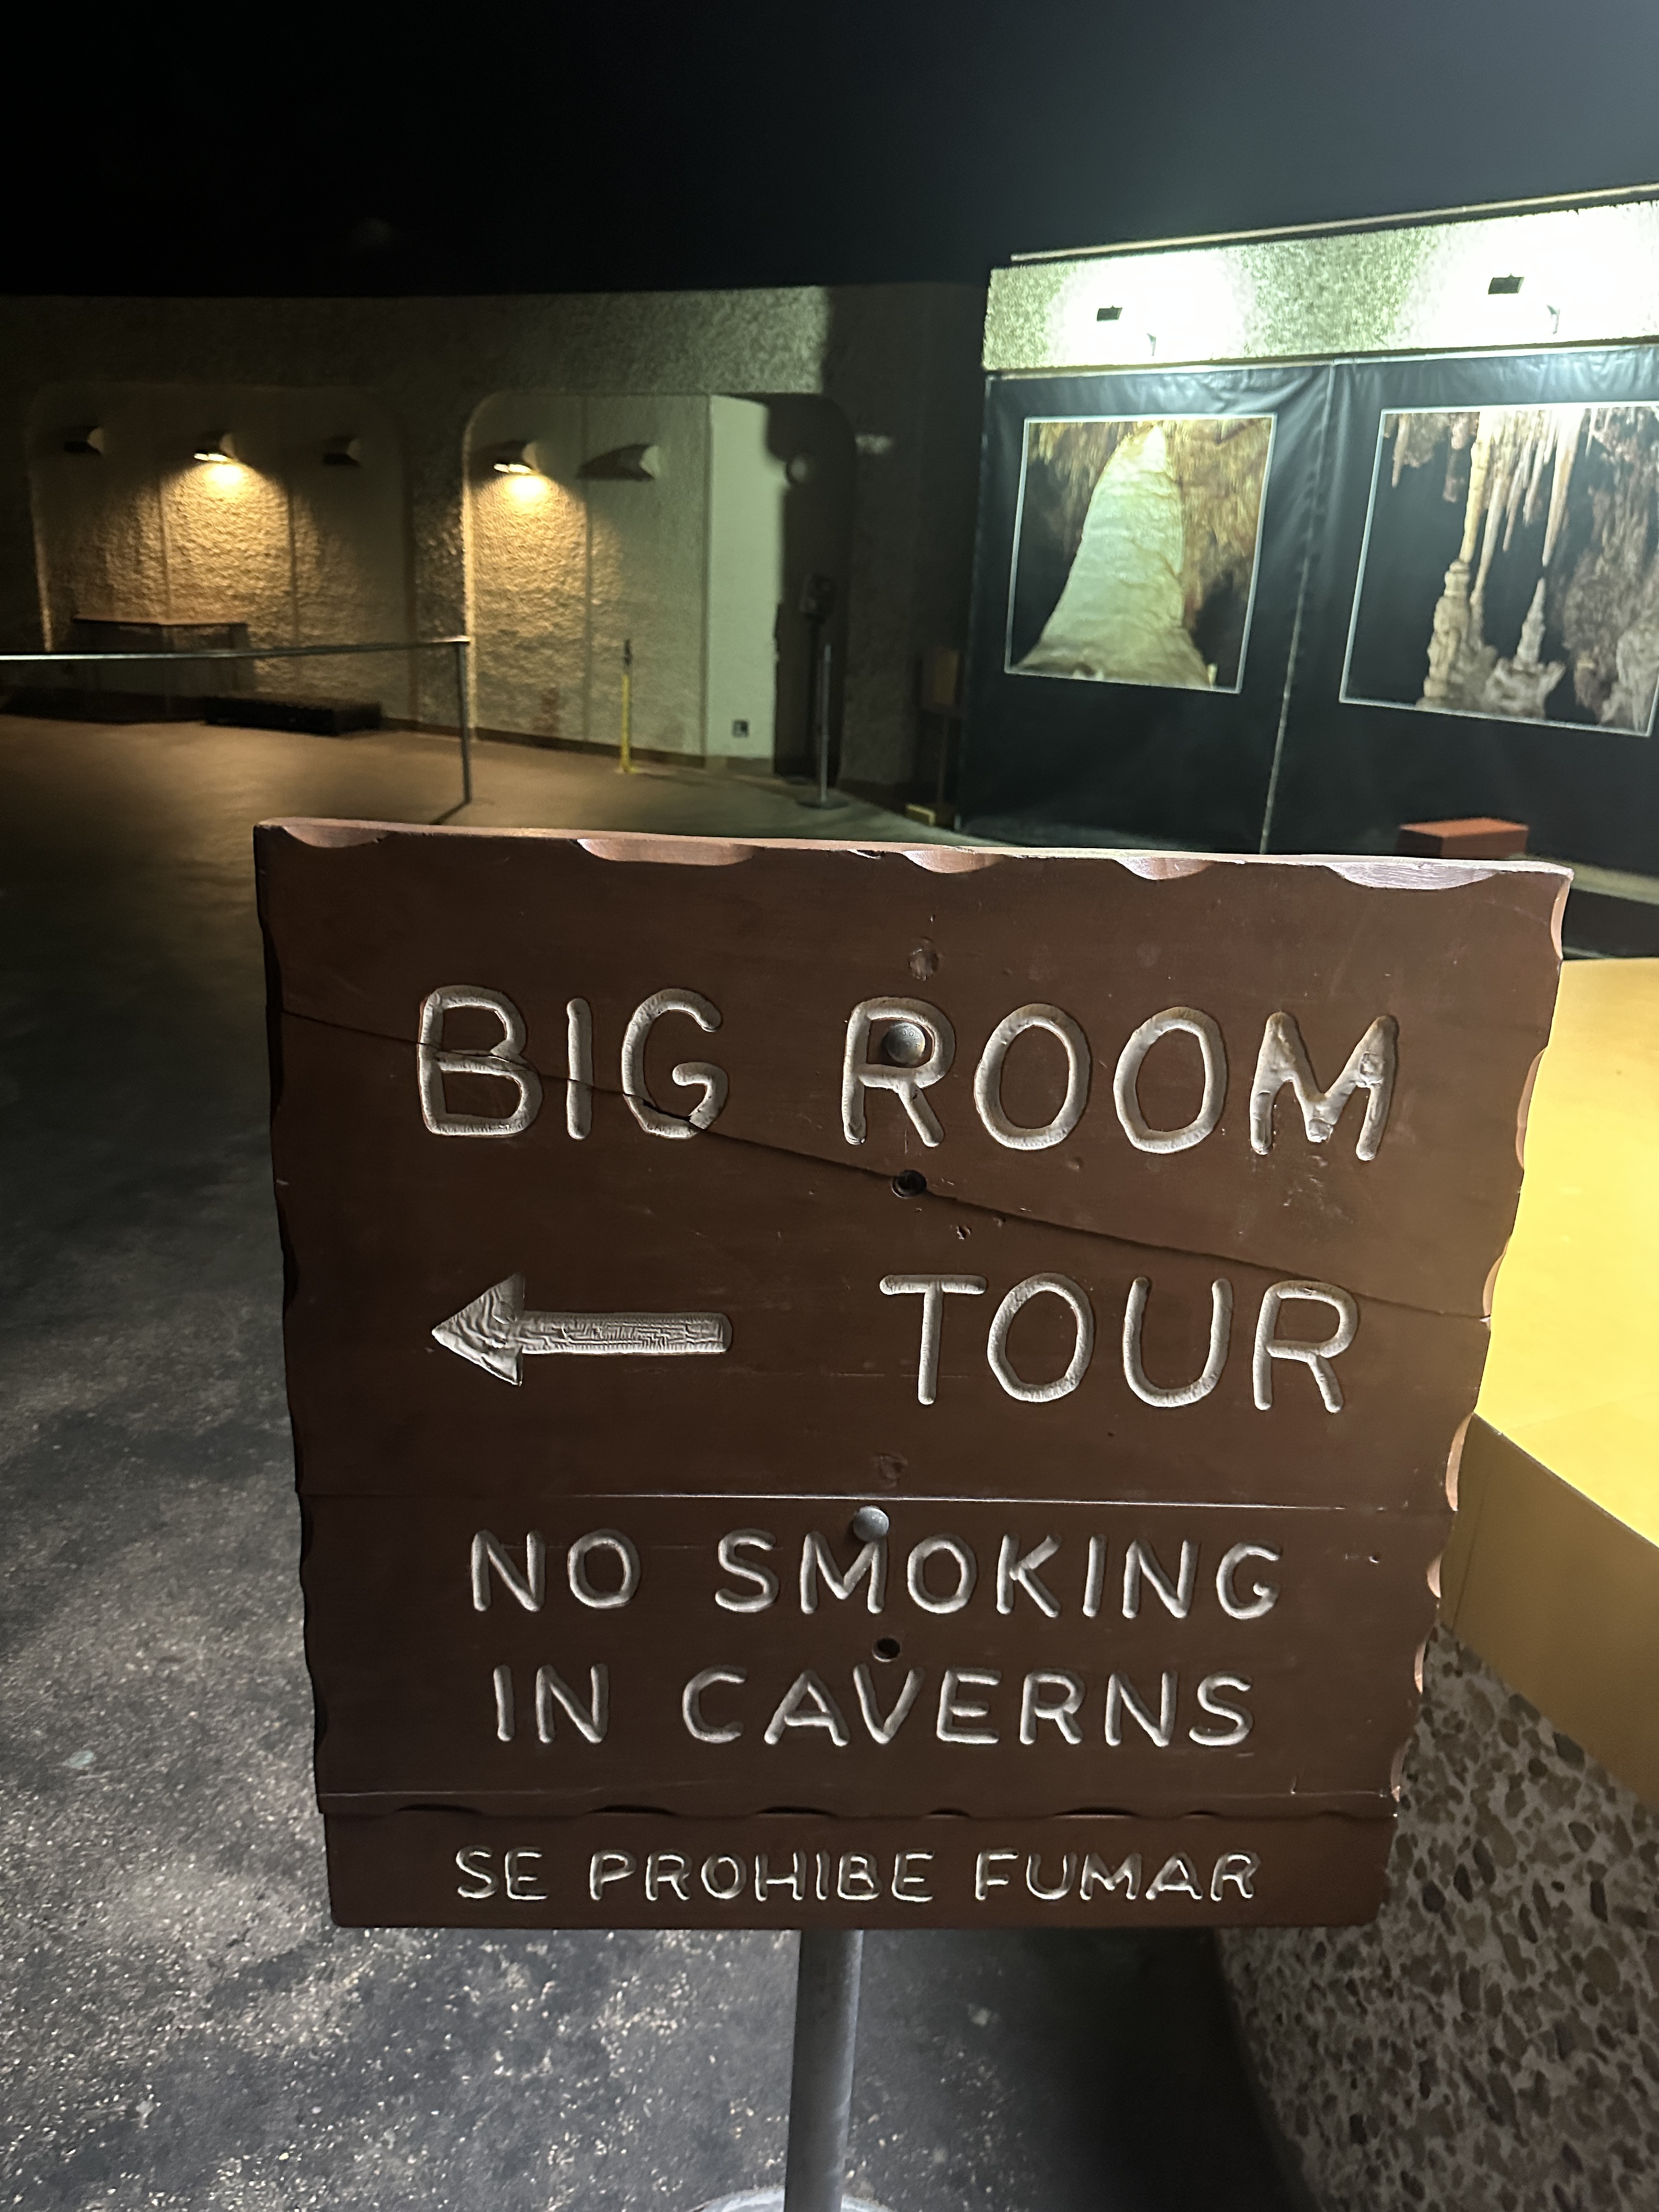 BIG ROOM
TOUR
NO SMOKING
IN CAVERNS
SE PROHIBE FUMAR